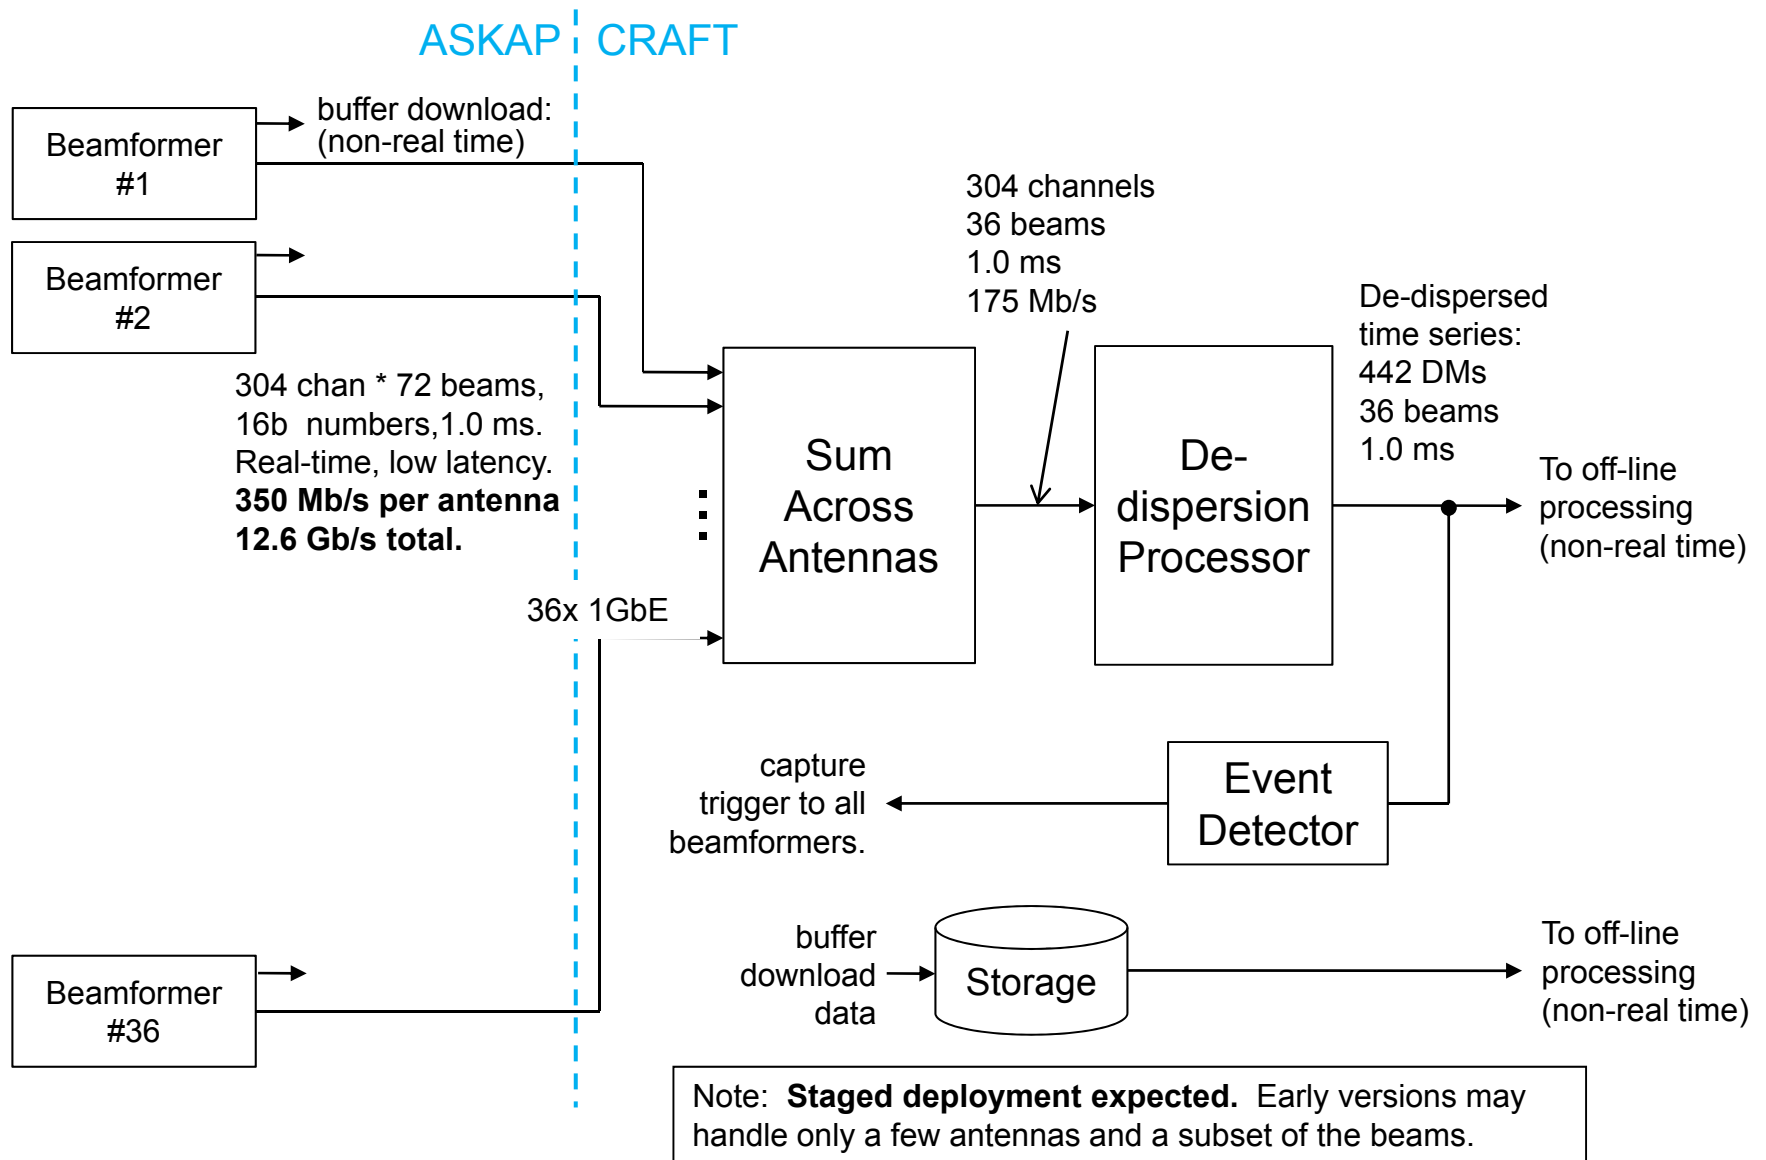 ASKAP CRAFT
buffer download:
(non-real time)
Beamformer
#1
Beamformer
#2
304 chan * 72 beams,
16b  numbers,1.0 ms.
Real-time, low latency.
350 Mb/s per antenna
12.6 Gb/s total.
36x 1GbE
Beamformer
#36
Sum
Across
Antennas
304 channels
36 beams
1.0 ms
175 Mb/s
De-
dispersion
Processor
De-dispersed
time series:
442 DMs
36 beams
1.0 ms
To off-line
processing
(non-real time)
Event
Detector
capture
trigger to all
beamformers.
buffer
download
data
Storage
To off-line
processing
(non-real time)
Note:  Staged deployment expected.  Early versions may
handle only a few antennas and a subset of the beams.